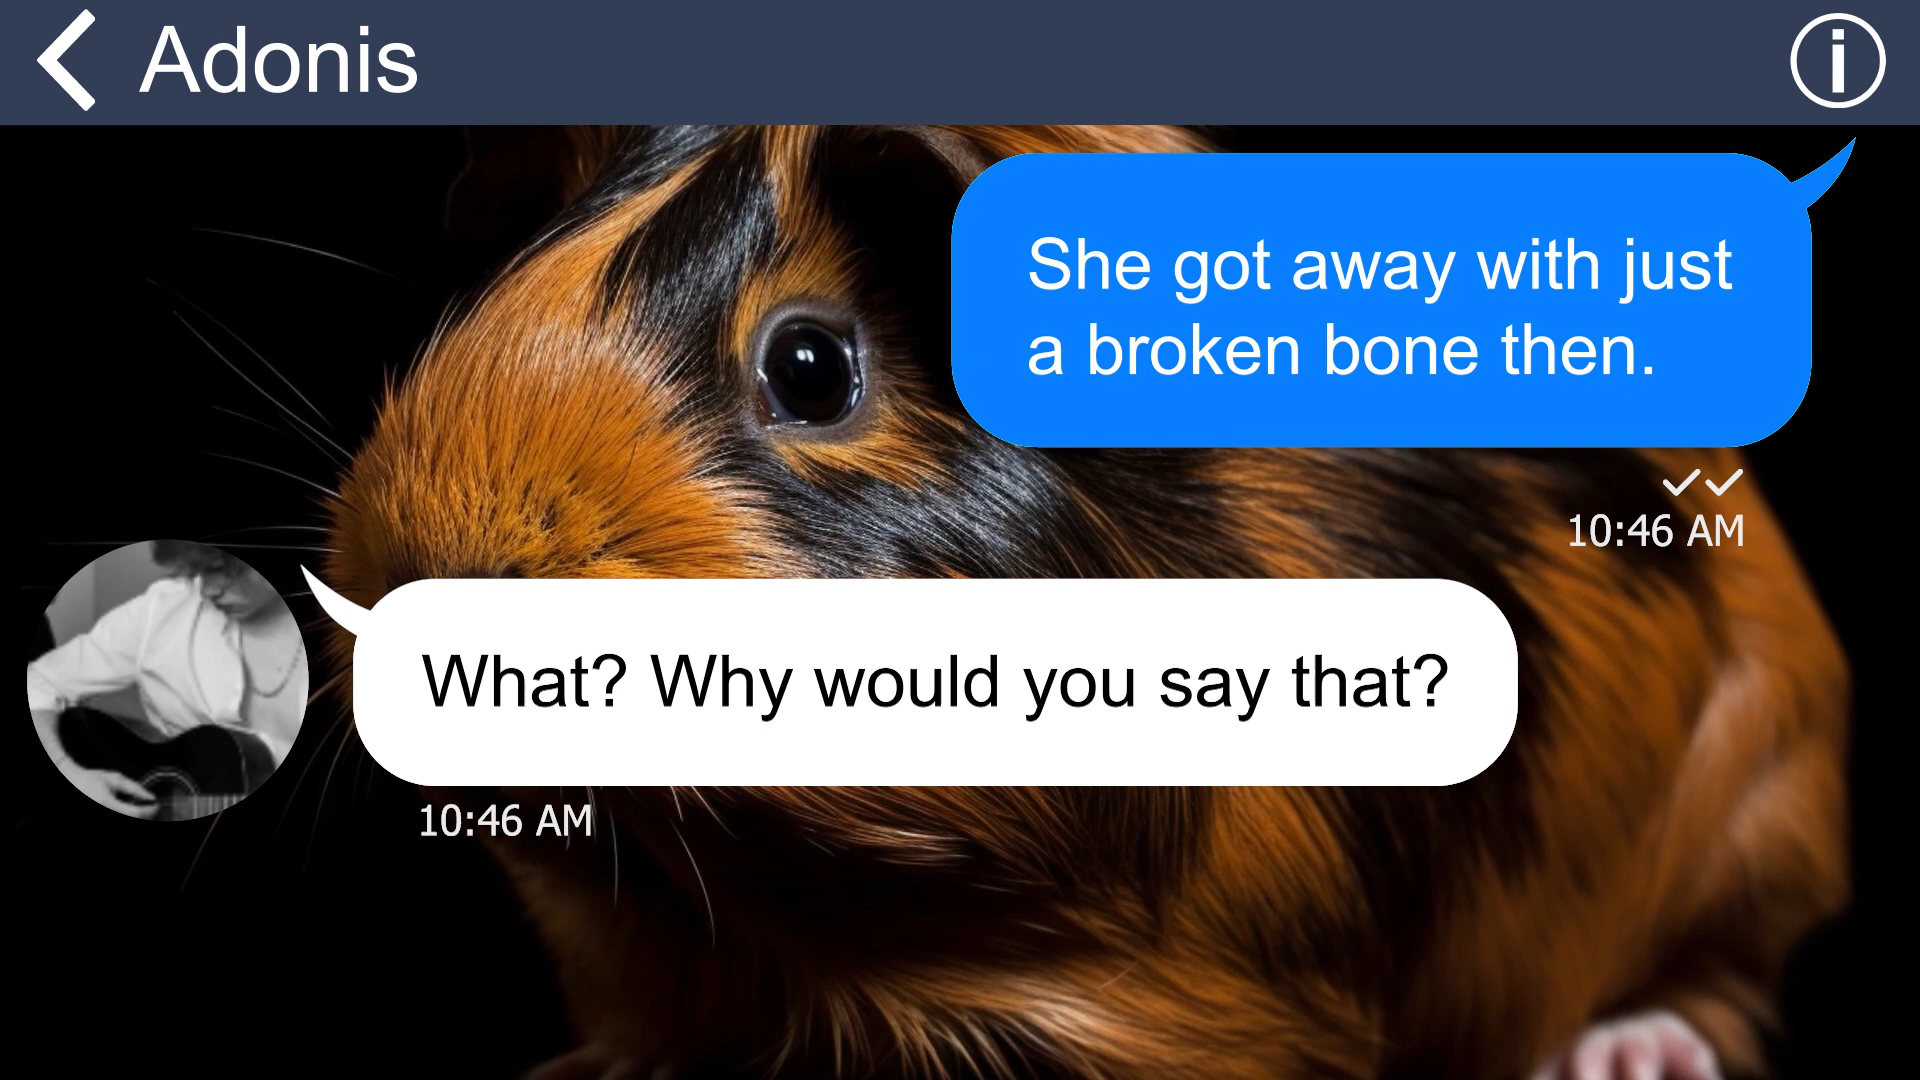 Adonis
She got away with just
a broken bone then.
10:46 AM
What? Why would you say that?
10:46 AM